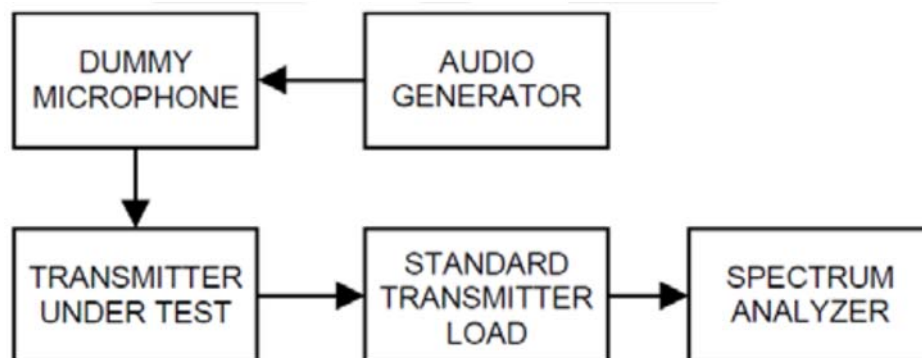 DUMMY
MICROPHONE
AUDIO
GENERATOR
TRANSMITTER
UNDER TEST
STANDARD
TRANSMITTER
LOAD
SPECTRUM
ANALYZER